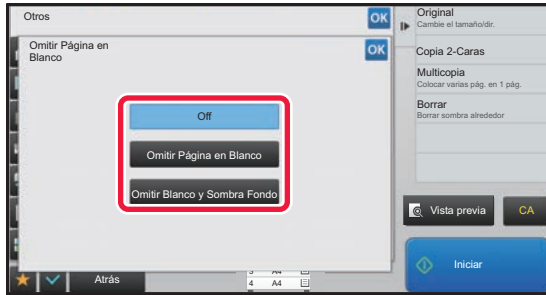 Otros
OK
Omitir Página en
Blanco
OK
Off
Omitir Página en Blanco
Omitir Blanco y Sombra Fondo
Original
Cambie el tamaño/dir.
Copia 2-Caras
Multicopia
Colocar varias pág. en 1 pág.
Borrar
Borrar sombra alrededor
Vista previa
CA
Iniciar
Atrás
3 A4
4 A4